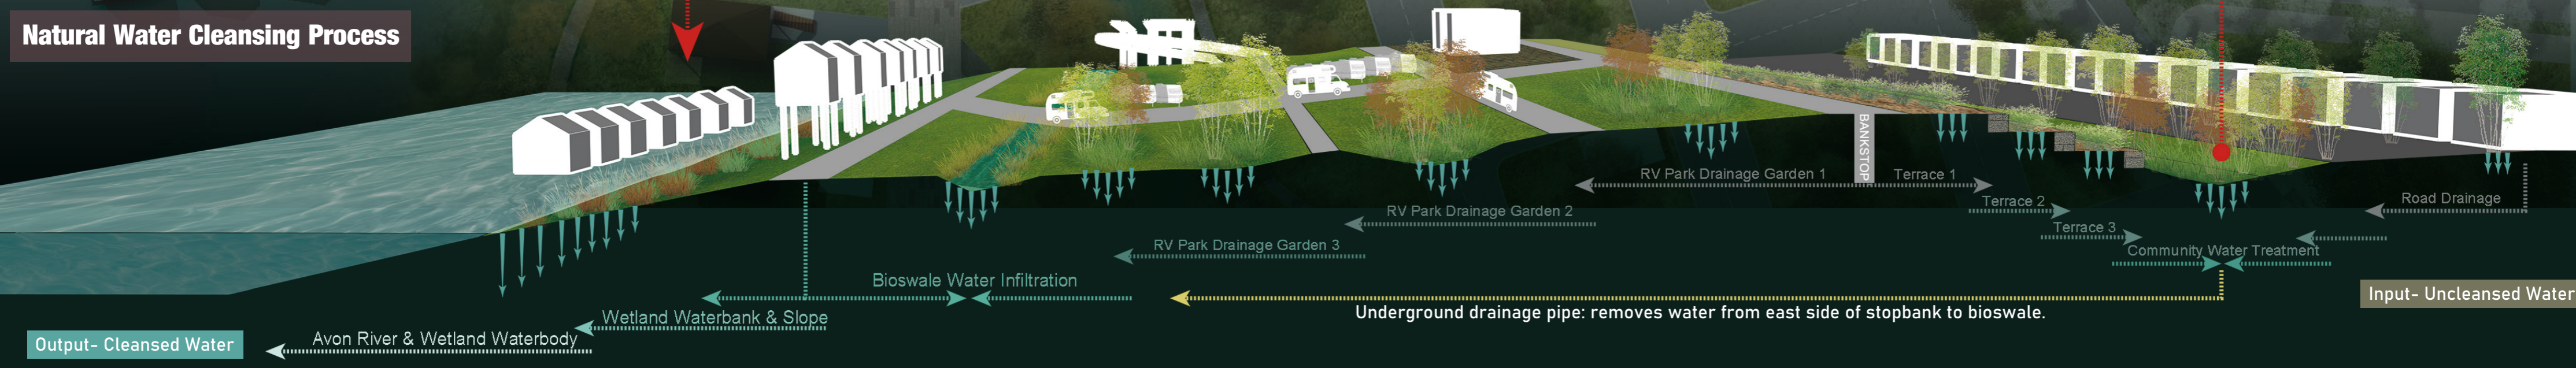 Natural Water Cleansing Process
BANKSTOP
RV Park Drainage Garden 1
Terrace 1
Terrace 2
Road Drainage
RV Park Drainage Garden 2
Terrace 3
RV Park Drainage Garden 3
Community Water Treatment
Bioswale Water Infiltration
Input- Uncleansed Water
Underground drainage pipe: removes water from east side of stopbank to bioswale.
Wetland Waterbank & Slope
Avon River & Wetland Waterbody
Output- Cleansed Water